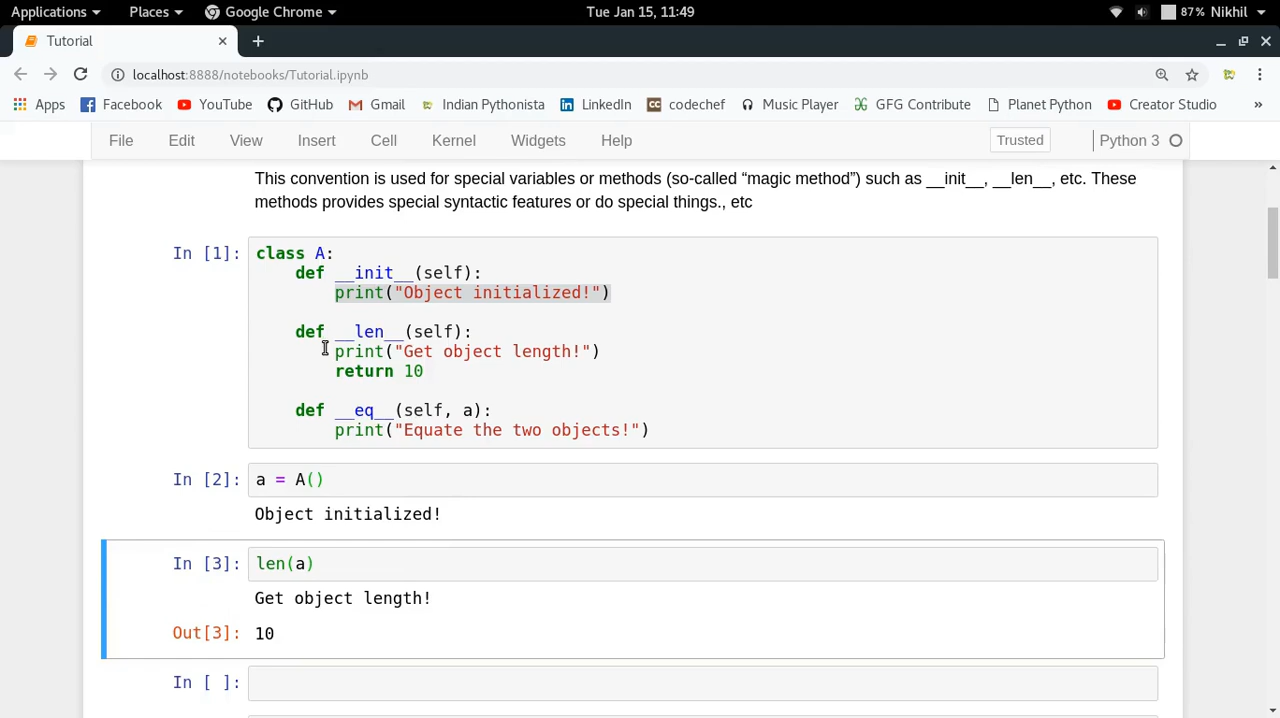 Applications Places Google Chrome Tue Jan 15, 11:49 87% Nikhil
Tutorial
localhost:8888/notebooks/Tutorial.ipynb
Apps Facebook YouTube GitHub Gmail Indian Pythonista LinkedIn CC codechef Music Player GFG Contribute Planet Python Creator Studio »
File Edit View Insert Cell Kernel Widgets Help Trusted Python 3
This convention is used for special variables or methods (so-called “magic method”) such as __init__, __len__, etc. These
methods provides special syntactic features or do special things., etc
In [1]: class A:
def __init__(self):
print("Object initialized!")
def __len__(self):
print("Get object length!")
return 10
def __eq__(self, a):
print("Equate the two objects!")
In [2]: a = A()
Object initialized!
In [3]: len(a)
Get object length!
Out[3]: 10
In [ ]: